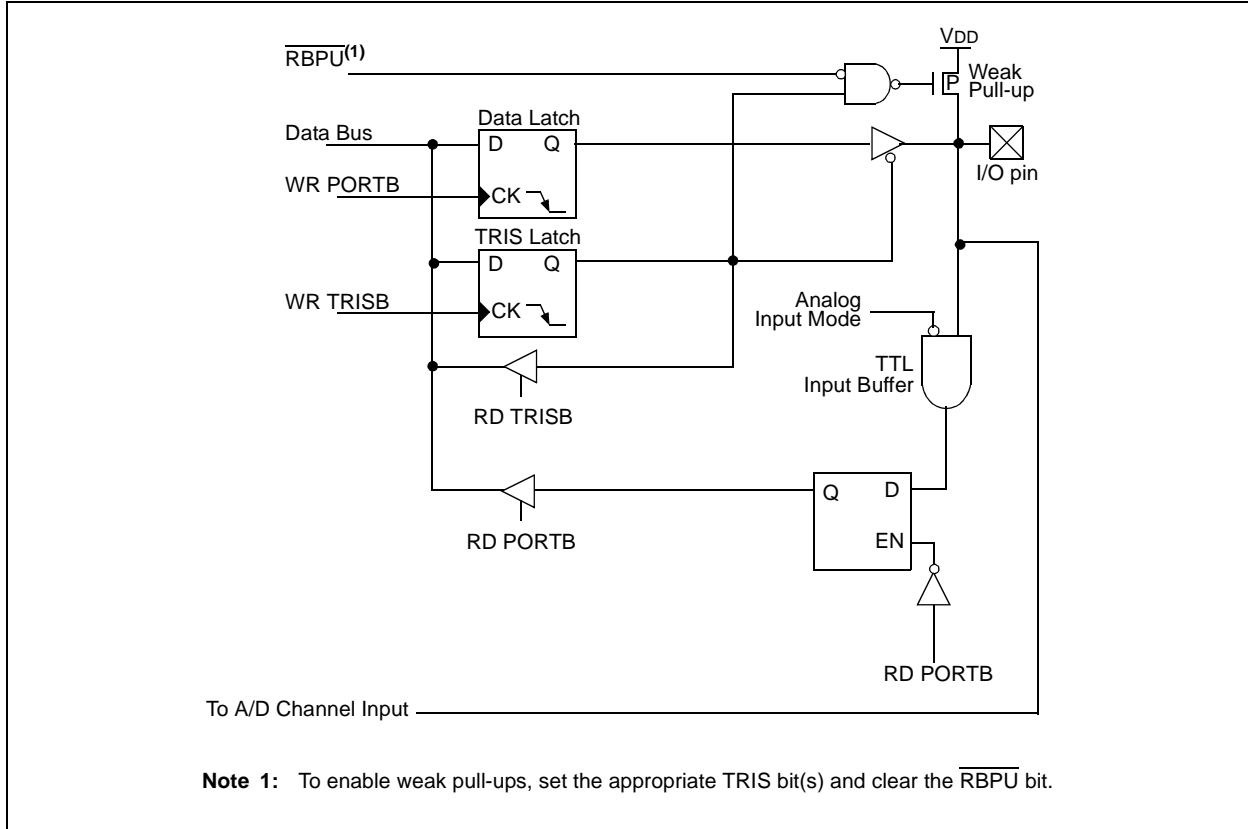 VDD
RBPU(1)
P
Weak
Pull-up
Data Latch
Data Bus
D Q
I/O pin
WR PORTB
CK
TRIS Latch
D Q
WR TRISB
CK
Analog
Input Mode
TTL
Input Buffer
RD TRISB
Q D
EN
RD PORTB
RD PORTB
To A/D Channel Input
Note 1: To enable weak pull-ups, set the appropriate TRIS bit(s) and clear the RBPU bit.